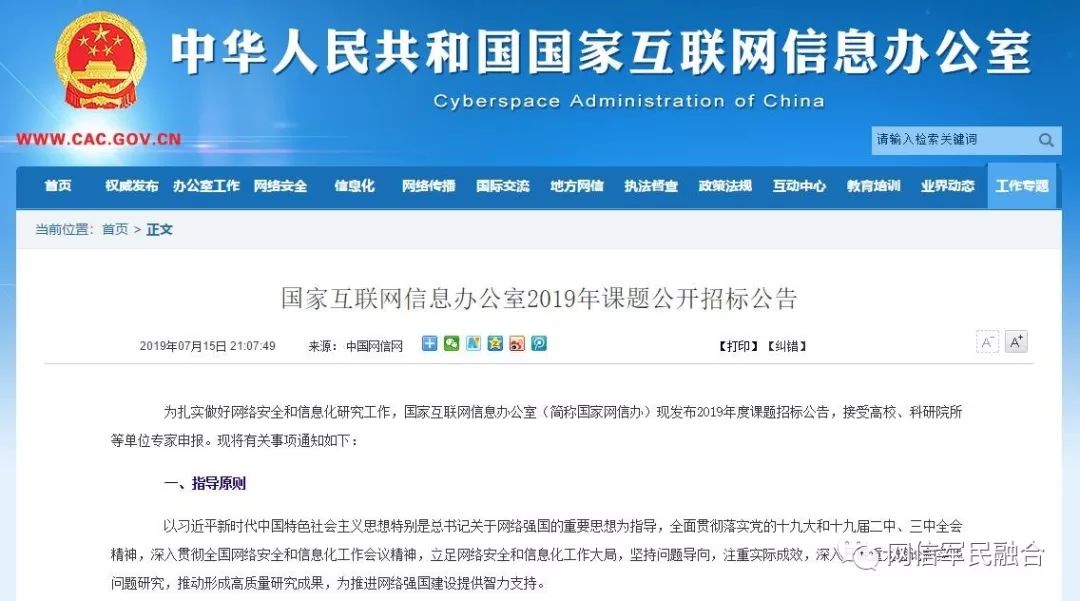 中华人民共和国国家互联网信息办公室
Cyberspace Administration of China
WWW.CAC.GOV.CN
请输入检索关键词
首页 权威发布 办公室工作 网络安全 信息化 网络传播 国际交流 地方网信 执法督查 政策法规 互动中心 教育培训 业界动态 工作专题
当前位置：首页 > 正文
国家互联网信息办公室2019年课题公开招标公告
2019年07月15日 21:07:49 来源：中国网信网 【打印】【纠错】 A- A+
为扎实做好网络安全和信息化研究工作，国家互联网信息办公室（简称国家网信办）现发布2019年度课题招标公告，接受高校、科研院所
等单位专家申报。现将有关事项通知如下：
一、指导原则
以习近平新时代中国特色社会主义思想特别是总书记关于网络强国的重要思想为指导，全面贯彻落实党的十九大和十九届二中、三中全会
精神，深入贯彻全国网络安全和信息化工作会议精神，立足网络安全和信息化工作大局，坚持问题导向，注重实际成效，深入
网信军民融合
问题研究，推动形成高质量研究成果，为推进网络强国建设提供智力支持。